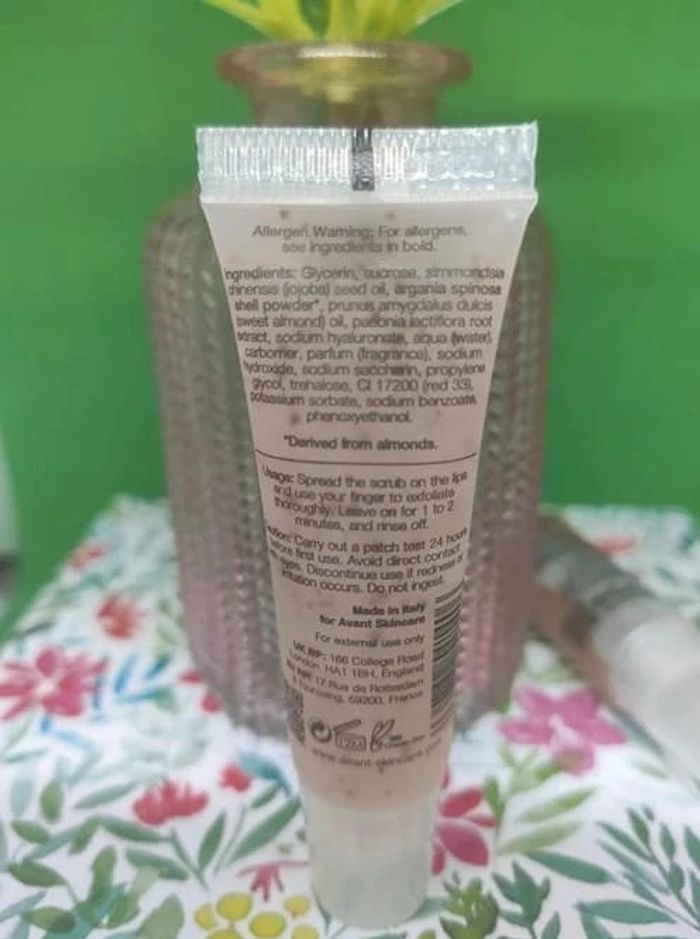 Allergen Warning: For allergens,
see ingredients in bold.
ngredients: Glycerin, sucrose, simmondsia
hinensis (jojoba) seed oil, argania spinosa
shell powder*, prunus amygdalus dulcis
sweet almond) oil, paeonia lactiflora root
xtract, sodium hyaluronate, aqua (water),
carbomer, parfum (fragrance), sodium
hydroxide, sodium saccharin, propylene
glycol, trehalose, CI 17200 (red 33),
potassium sorbate, sodium benzoate,
phenoxyethanol.
*Derived from almonds.
Usage: Spread the scrub on the lips
and use your finger to exfoliate
thoroughly. Leave on for 1 to 2
minutes, and rinse off.
Carry out a patch test 24 hours
before first use. Avoid direct contact
eyes. Discontinue use if redness or
irritation occurs. Do not ingest.
Made in Italy
for Avant Skincare
For external use only
UK RP: 166 College Road
London, HA1 1BH, England
17 Rue de
69200, France
12M
www.avant-skincare.com